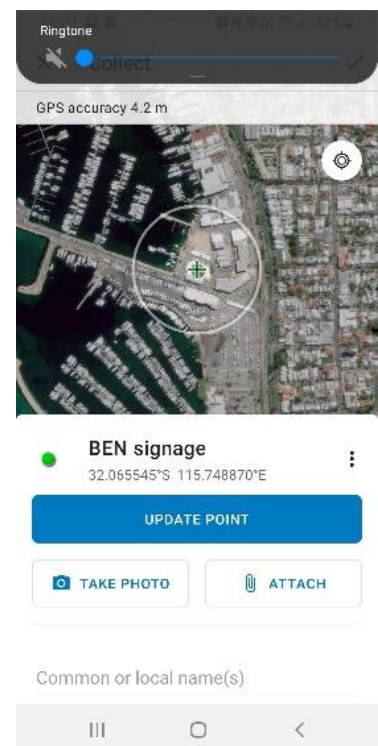 Ringtone
Collect
GPS accuracy 4.2 m
BEN signage
32.065545°S 115.748870°E
UPDATE POINT
TAKE PHOTO
ATTACH
Common or local name(s)